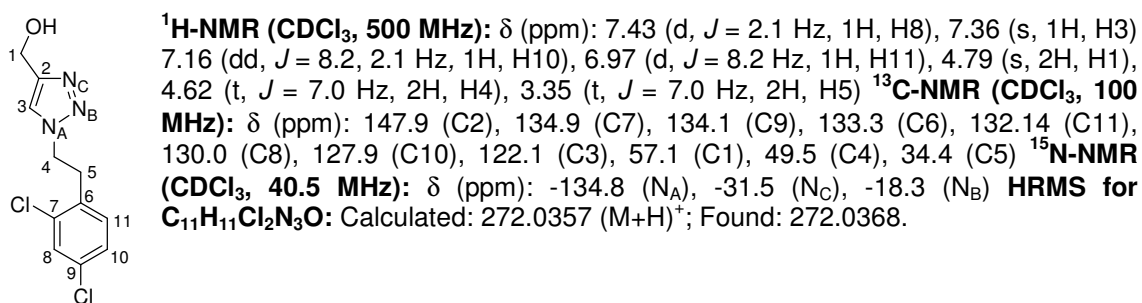 OH
1
2
3
N_C
N_B
N_A
4
5
6
Cl
7
11
8
9
10
Cl
¹H-NMR (CDCl₃, 500 MHz): δ (ppm): 7.43 (d, J = 2.1 Hz, 1H, H8), 7.36 (s, 1H, H3)
7.16 (dd, J = 8.2, 2.1 Hz, 1H, H10), 6.97 (d, J = 8.2 Hz, 1H, H11), 4.79 (s, 2H, H1),
4.62 (t, J = 7.0 Hz, 2H, H4), 3.35 (t, J = 7.0 Hz, 2H, H5) ¹³C-NMR (CDCl₃, 100
MHz): δ (ppm): 147.9 (C2), 134.9 (C7), 134.1 (C9), 133.3 (C6), 132.14 (C11),
130.0 (C8), 127.9 (C10), 122.1 (C3), 57.1 (C1), 49.5 (C4), 34.4 (C5) ¹⁵N-NMR
(CDCl₃, 40.5 MHz): δ (ppm): -134.8 (N_A), -31.5 (N_C), -18.3 (N_B) HRMS for
C₁₁H₁₁Cl₂N₃O: Calculated: 272.0357 (M+H)⁺; Found: 272.0368.